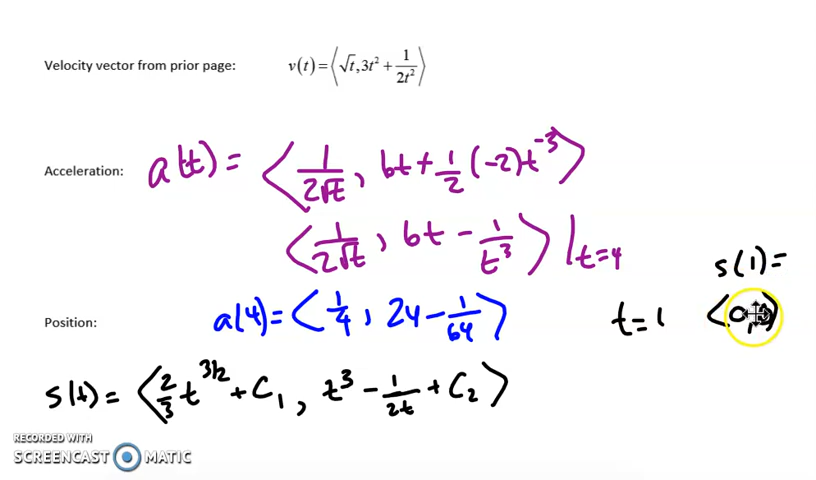 Velocity vector from prior page: v(t) = ⟨√t, 3t² + 1/(2t²)⟩
Acceleration: a(t) = ⟨1/(2√t), 6t + 1/2(-2)t⁻³⟩
⟨1/(2√t), 6t - 1/t³⟩|t=4
s(1)=
Position: a(4) = ⟨1/4, 24 - 1/64⟩
t=1 ⟨0,
s(t) = ⟨2/3 t^(3/2) + C₁, t³ - 1/(2t) + C₂⟩
RECORDED WITH
SCREENCAST MATIC